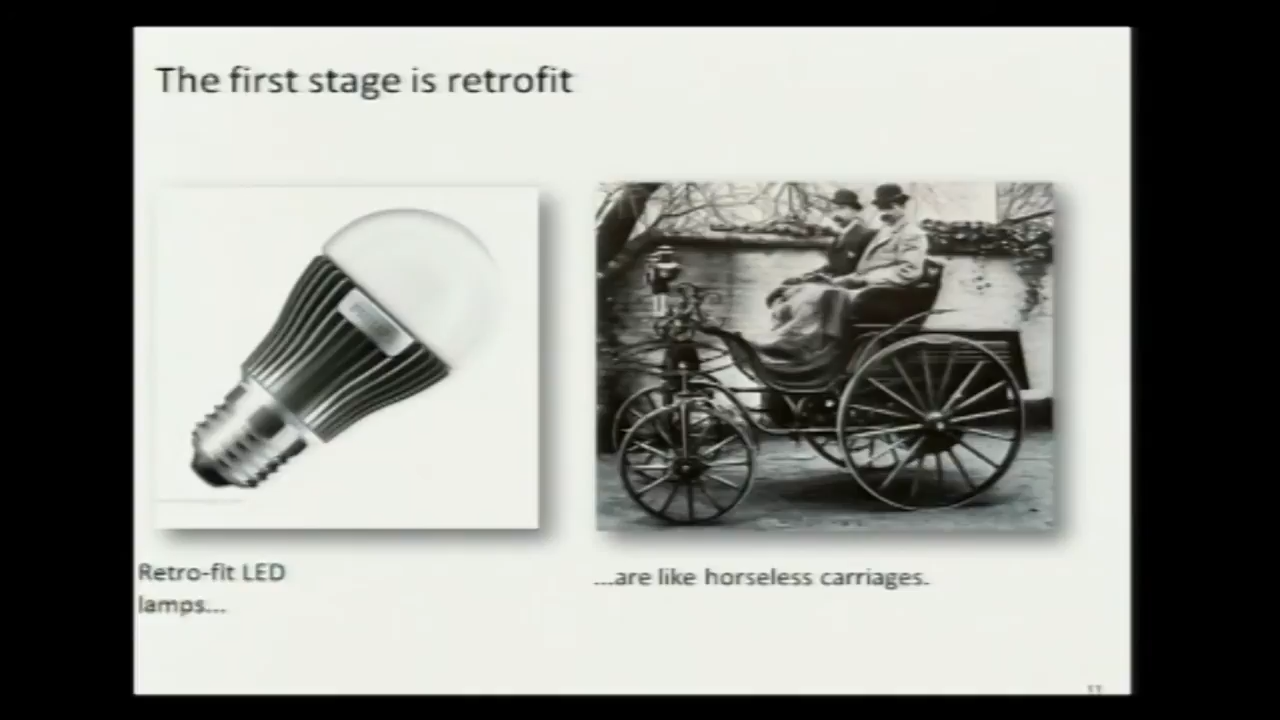 The first stage is retrofit
Retro-fit LED
lamps...
...are like horseless carriages.